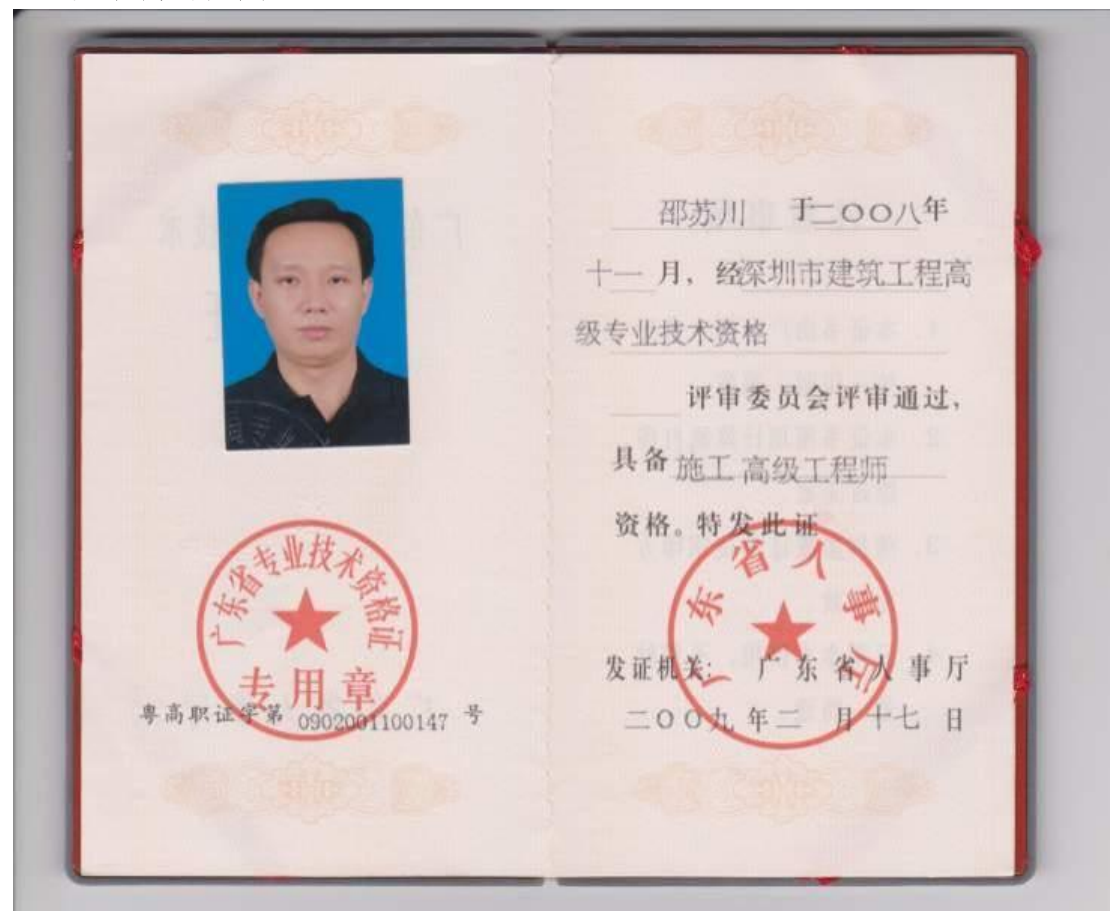 广东省专业技术资格证
专用章
粤高职证字第 0902001100147 号
邵苏川 于二〇〇八年
十一月，经深圳市建筑工程高
级专业技术资格
评审委员会评审通过，
具备 施工 高级工程师
资格。特发此证
广东省人事厅
发证机关：广东省人事厅
二〇〇九年二月十七日